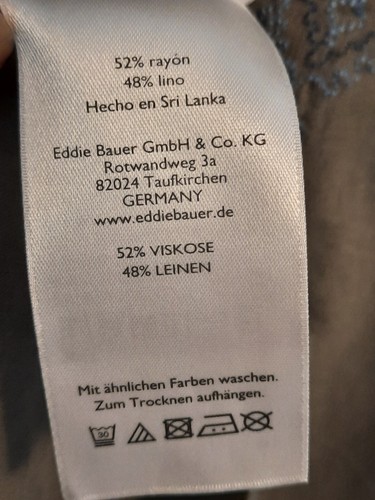 52% rayón
48% lino
Hecho en Sri Lanka
Eddie Bauer GmbH & Co. KG
Rotwandweg 3a
82024 Taufkirchen
GERMANY
www.eddiebauer.de
52% VISKOSE
48% LEINEN
Mit ähnlichen Farben waschen.
Zum Trocknen aufhängen.
30